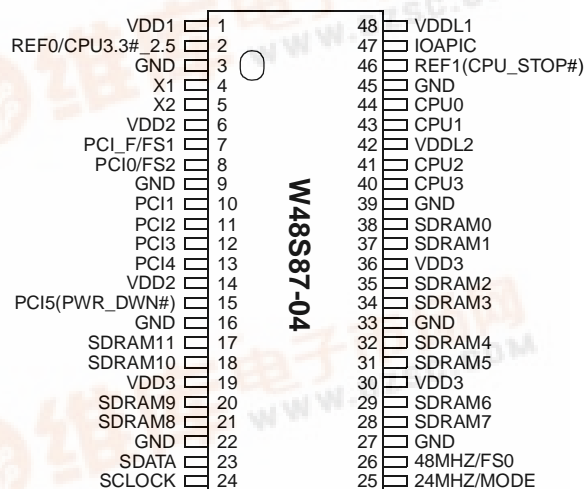 VDD1 1 48 VDDL1
REF0/CPU3.3#_2.5 2 47 IOAPIC
GND 3 46 REF1(CPU_STOP#)
X1 4 45 GND
X2 5 44 CPU0
VDD2 6 43 CPU1
PCI_F/FS1 7 42 VDDL2
PCI0/FS2 8 41 CPU2
GND 9 40 CPU3
PCI1 10 39 GND
PCI2 11 38 SDRAM0
PCI3 12 37 SDRAM1
PCI4 13 36 VDD3
VDD2 14 35 SDRAM2
PCI5(PWR_DWN#) 15 34 SDRAM3
GND 16 33 GND
SDRAM11 17 32 SDRAM4
SDRAM10 18 31 SDRAM5
VDD3 19 30 VDD3
SDRAM9 20 29 SDRAM6
SDRAM8 21 28 SDRAM7
GND 22 27 GND
SDATA 23 26 48MHZ/FS0
SCLOCK 24 25 24MHZ/MODE
W48S87-04